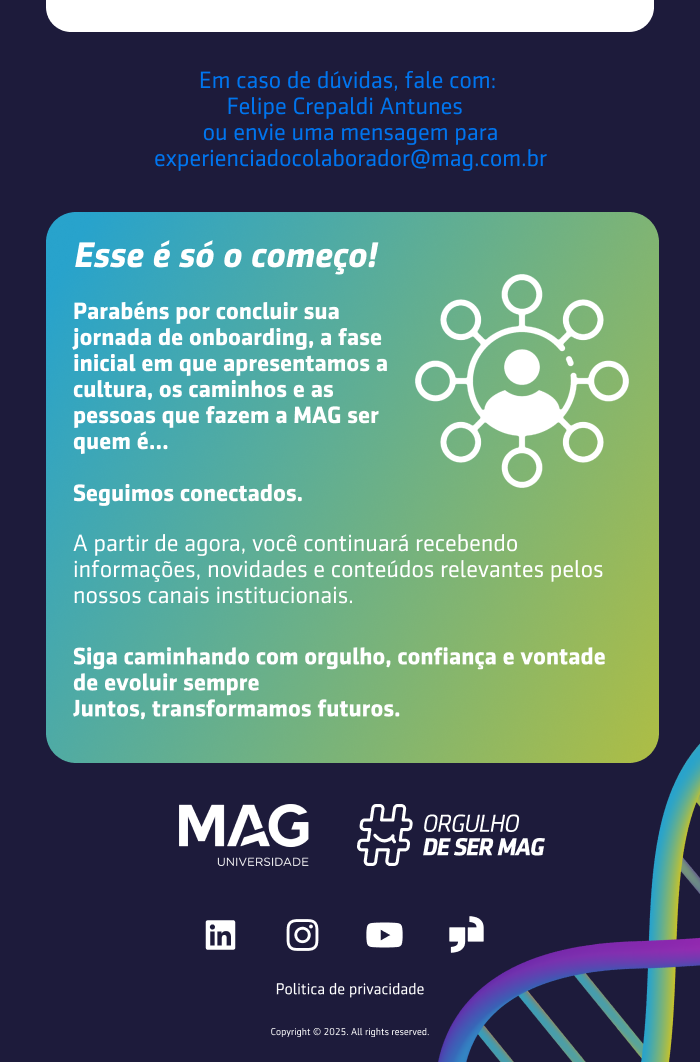 Em caso de dúvidas, fale com:
Felipe Crepaldi Antunes
ou envie uma mensagem para
experienciadocolaborador@mag.com.br
Esse é só o começo!
Parabéns por concluir sua
jornada de onboarding, a fase
inicial em que apresentamos a
cultura, os caminhos e as
pessoas que fazem a MAG ser
quem é...
Seguimos conectados.
A partir de agora, você continuará recebendo
informações, novidades e conteúdos relevantes pelos
nossos canais institucionais.
Siga caminhando com orgulho, confiança e vontade
de evoluir sempre
Juntos, transformamos futuros.
MAG
UNIVERSIDADE
ORGULHO
DE SER MAG
in
Politica de privacidade
Copyright © 2025. All rights reserved.